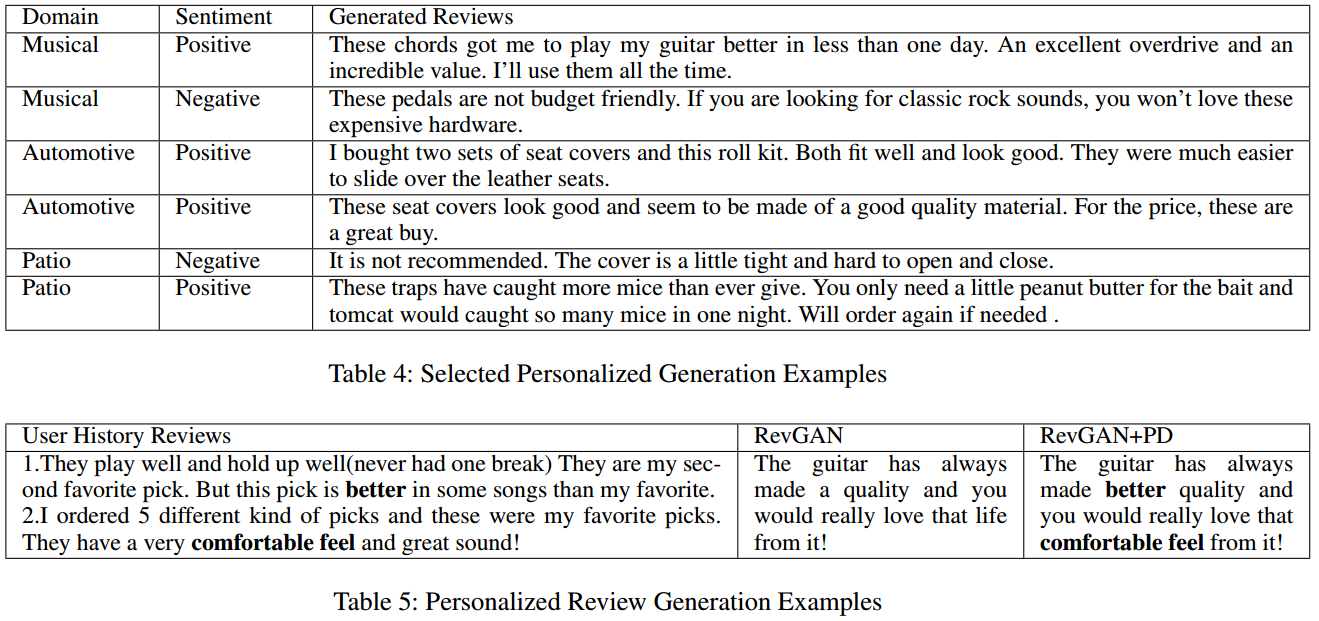 Domain Sentiment Generated Reviews
Musical Positive These chords got me to play my guitar better in less than one day. An excellent overdrive and an
incredible value. I'll use them all the time.
Musical Negative These pedals are not budget friendly. If you are looking for classic rock sounds, you won't love these
expensive hardware.
Automotive Positive I bought two sets of seat covers and this roll kit. Both fit well and look good. They were much easier
to slide over the leather seats.
Automotive Positive These seat covers look good and seem to be made of a good quality material. For the price, these are
a great buy.
Patio Negative It is not recommended. The cover is a little tight and hard to open and close.
Patio Positive These traps have caught more mice than ever give. You only need a little peanut butter for the bait and
tomcat would caught so many mice in one night. Will order again if needed .
Table 4: Selected Personalized Generation Examples
User History Reviews RevGAN RevGAN+PD
1.They play well and hold up well(never had one break) They are my sec-
ond favorite pick. But this pick is better in some songs than my favorite.
2.I ordered 5 different kind of picks and these were my favorite picks.
They have a very comfortable feel and great sound!
The guitar has always
made a quality and you
would really love that life
from it!
The guitar has always
made better quality and
you would really love that
comfortable feel from it!
Table 5: Personalized Review Generation Examples